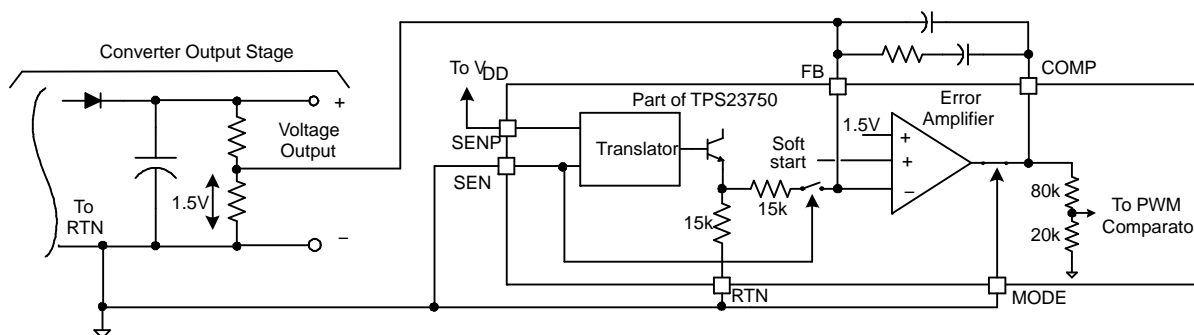 Converter Output Stage
+
Voltage
Output
1.5V
To
RTN
−
To VDD
SENP
SEN
Part of TPS23750
Translator
15k
15k
Soft
start
FB
COMP
Error
Amplifier
1.5V
+
+
−
80k
20k
To PWM
Comparato
RTN
MODE